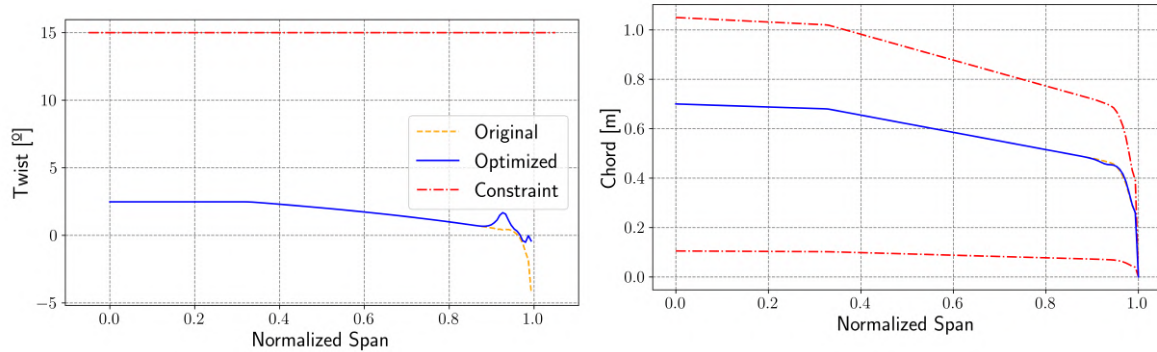 15
10
5
0
−5
Twist [º]
0.0 0.2 0.4 0.6 0.8 1.0
Normalized Span
Original
Optimized
Constraint
1.0
0.8
0.6
0.4
0.2
0.0
Chord [m]
0.0 0.2 0.4 0.6 0.8 1.0
Normalized Span